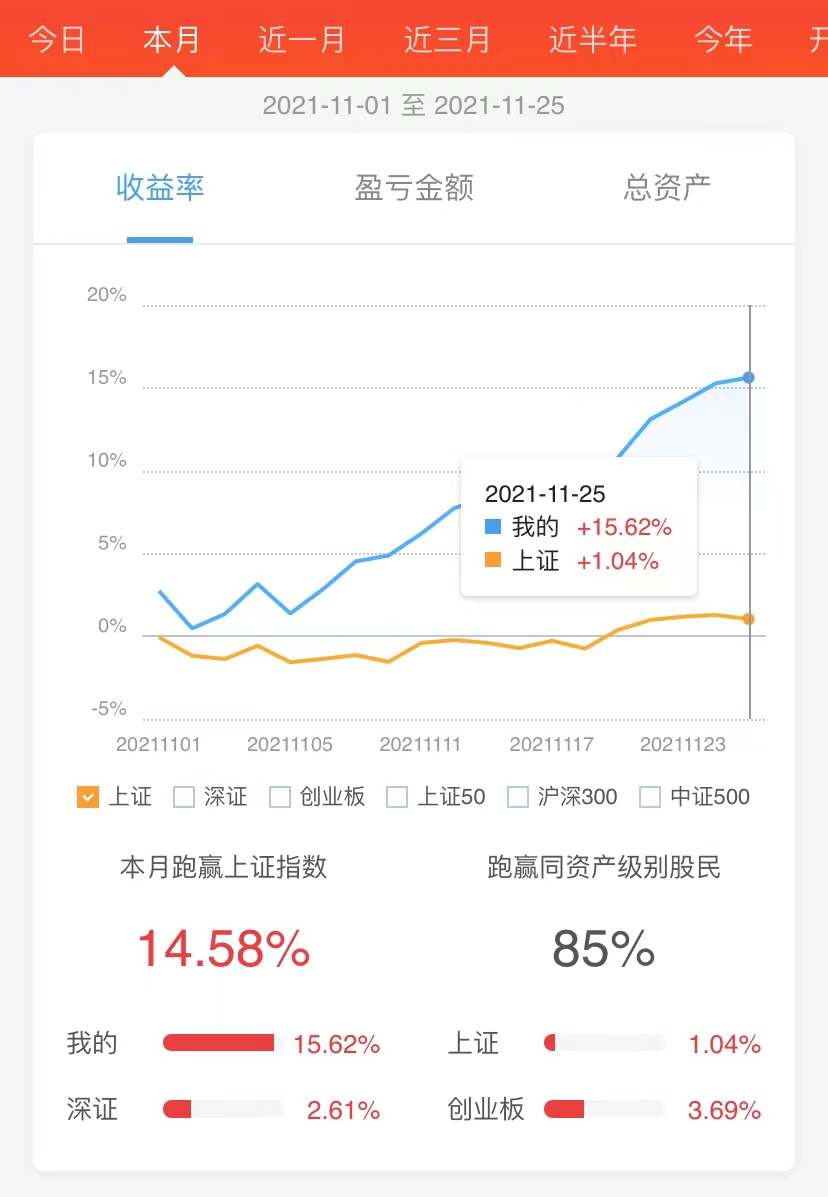 今日 本月 近一月 近三月 近半年 今年
2021-11-01 至 2021-11-25
收益率 盈亏金额 总资产
20%
15%
10%
2021-11-25
我的 +15.62%
5%
上证 +1.04%
0%
-5%
20211101 20211105 20211111 20211117 20211123
上证 深证 创业板 上证50 沪深300 中证500
本月跑赢上证指数 跑赢同资产级别股民
14.58% 85%
我的 15.62% 上证 1.04%
深证 2.61% 创业板 3.69%